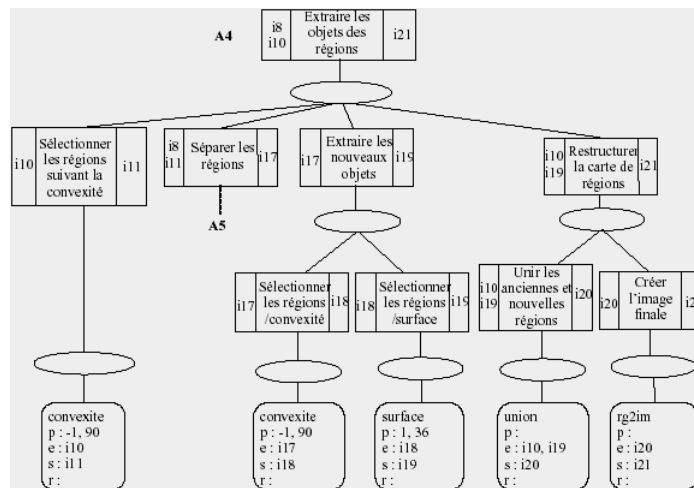 A4
i8
i10
Extraire les
objets des
régions
i21
i10
Sélectionner
les régions
suivant la
convexité
i11
i8
i11
Séparer les
régions
i17
A5
i17
Extraire les
nouveaux
objets
i19
i10
i19
Restructurer
la carte de
régions
i21
i17
Sélectionner
les régions
/convexité
i18
i18
Sélectionner
les régions
/surface
i19
i10
i19
Unir les
anciennes et
nouvelles
régions
i20
i20
Créer
l'image
finale
convexite
p : -1, 90
e : i10
s : i11
r :
convexite
p : -1, 90
e : i17
s : i18
r :
surface
p : 1, 36
e : i18
s : i19
r :
union
p :
e : i10, i19
s : i20
r :
rg2im
p :
e : i20
s : i21
r :